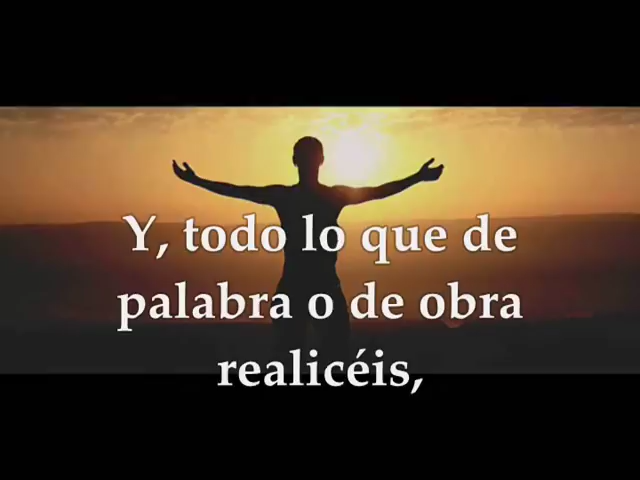 Y, todo lo que de
palabra o de obra
realicéis,